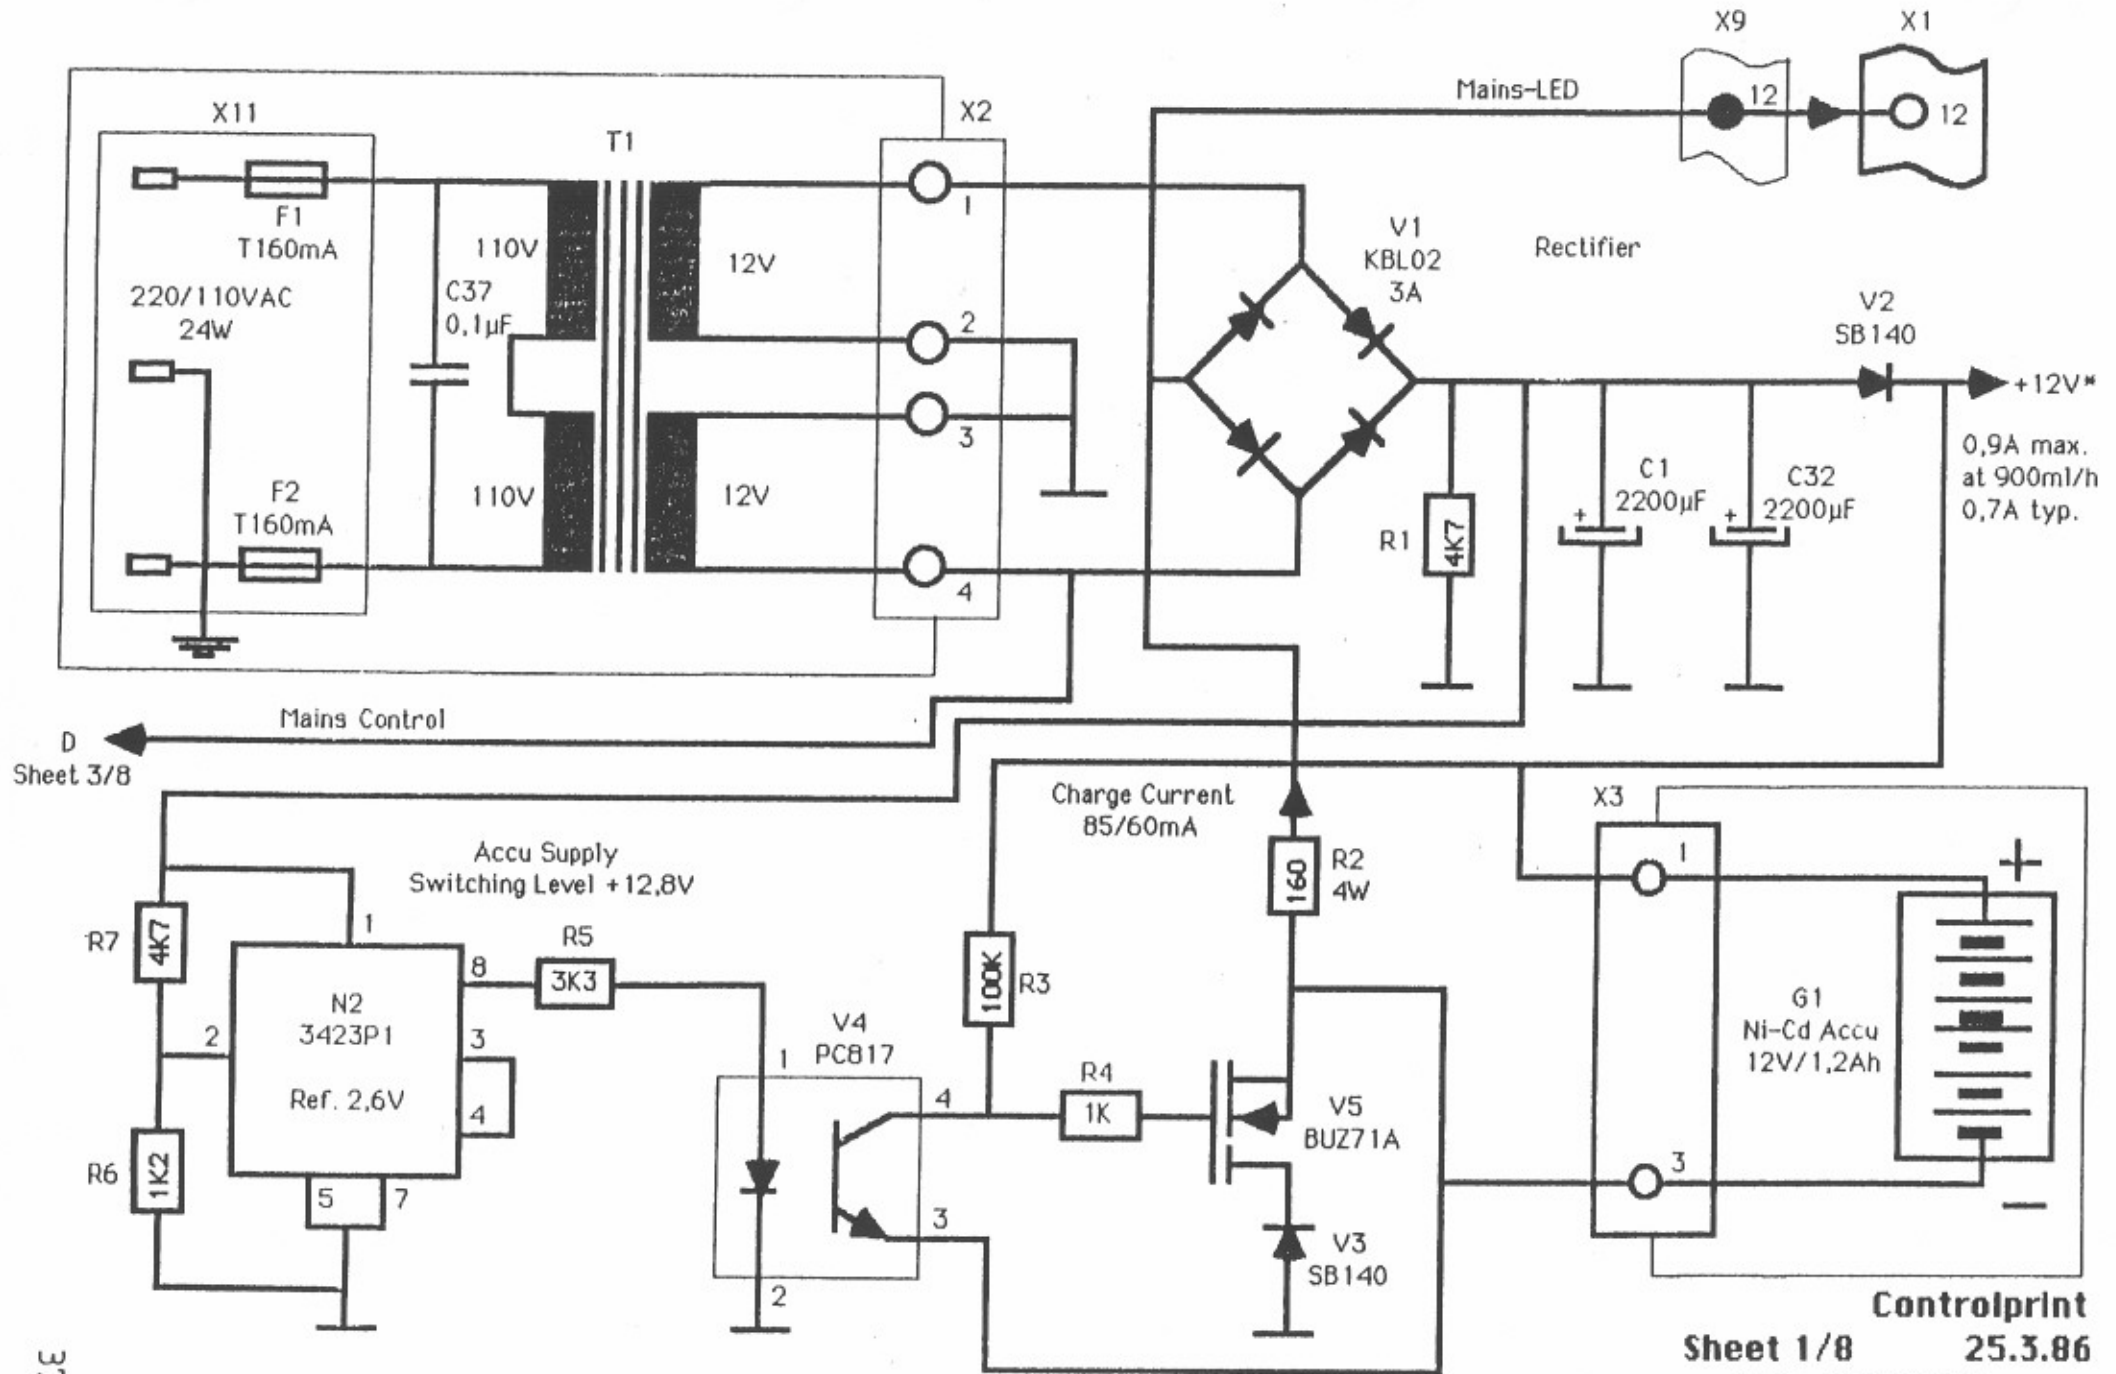 X9
X1
Mains-LED
12
12
X11
T1
X2
F1
T160mA
110V
12V
1
V1
KBL02
3A
Rectifier
220/110VAC
24W
C37
0,1µF
2
V2
SB140
+12V*
3
0,9A max.
at 900ml/h
0,7A typ.
F2
T160mA
110V
12V
R1
4K7
+
C1
2200µF
+
C32
2200µF
4
Mains Control
D
Sheet 3/8
Charge Current
85/60mA
X3
Accu Supply
Switching Level +12,8V
160
R2
4W
1
+
R7
4K7
1
8
R5
3K3
100K
R3
N2
3423P1
Ref. 2,6V
2
3
4
V4
PC817
1
4
R4
1K
V5
BUZ71A
G1
Ni-Cd Accu
12V/1,2Ah
R6
1K2
5
7
3
2
V3
SB140
3
—
Controlprint
Sheet 1/8
25.3.86